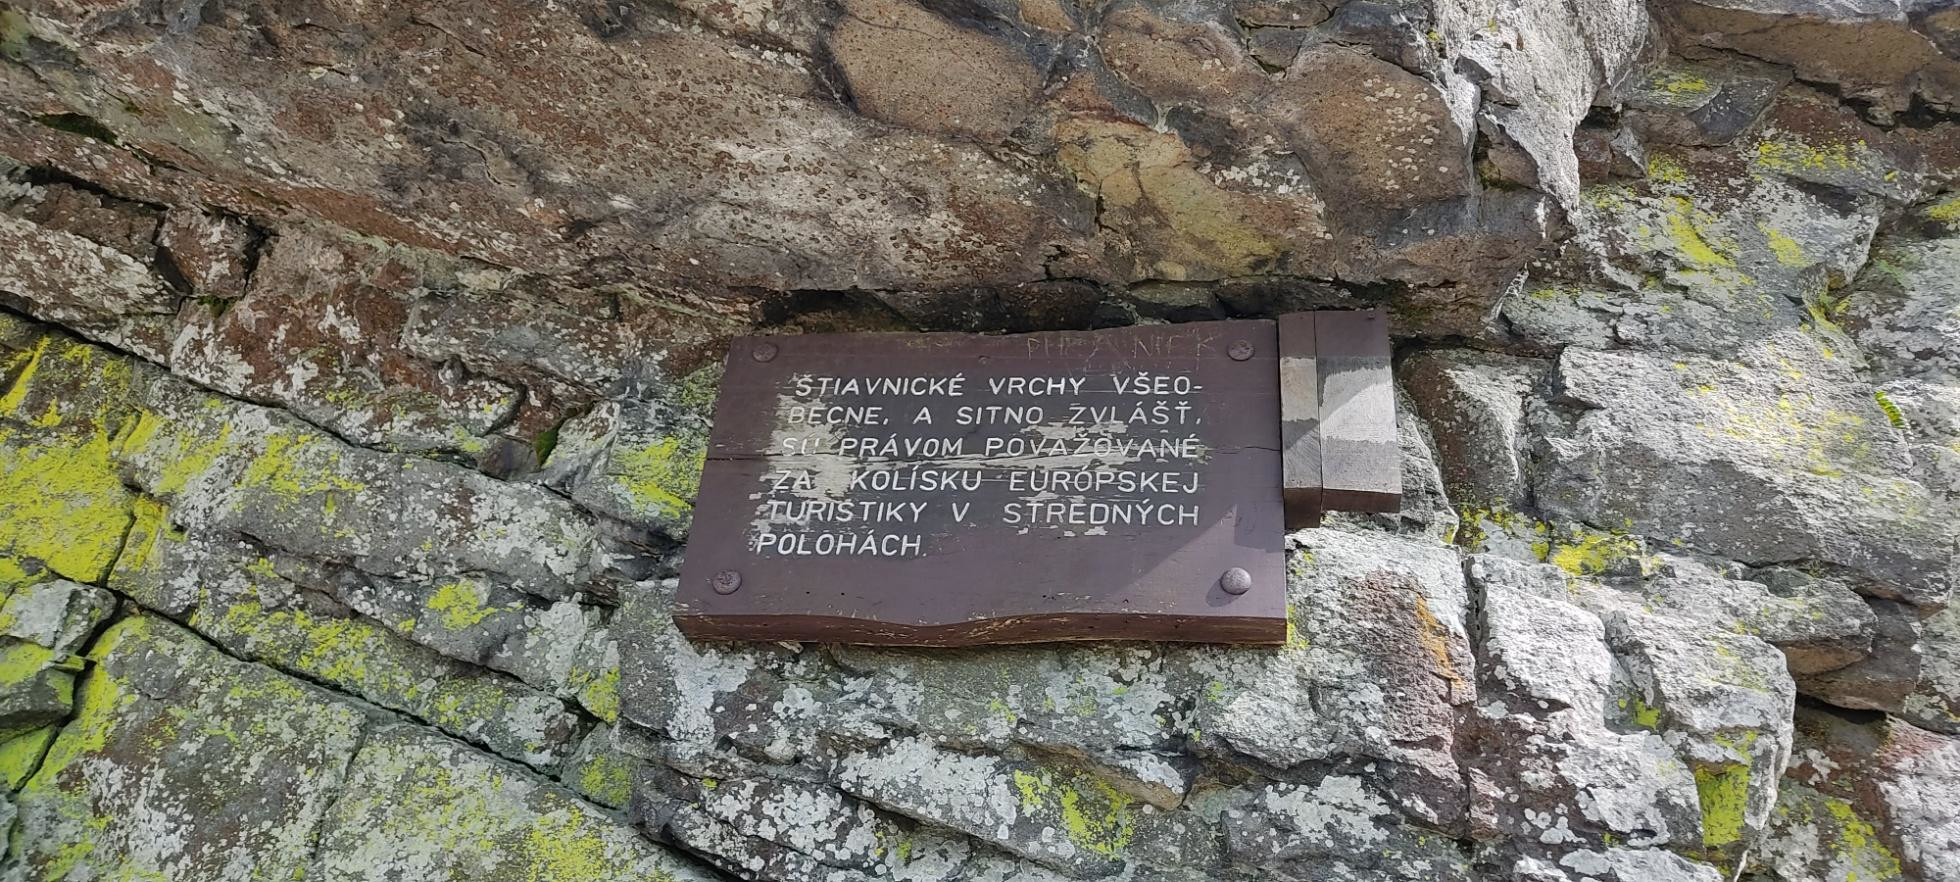 ŠTIAVNICKÉ VRCHY VŠEO-
BECNE, A SITNO ZVLÁŠŤ,
SÚ PRÁVOM POVAŽOVANÉ
ZA KOLÍSKU EURÓPSKEJ
TURISTIKY V STREDNÝCH
POLOHÁCH.